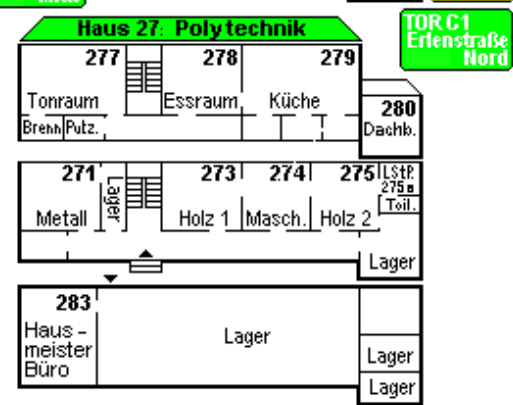 Haus 27: Polytechnik
TOR C1
Erlenstraße
Nord
277
278
279
Tonraum
Essraum
Küche
280
Brenn
Putz.
Dachb.
271
Lager
273
274
275
LStP.
275a
Toil.
Metall
Holz 1
Masch.
Holz 2
Lager
283
Haus-
meister
Büro
Lager
Lager
Lager